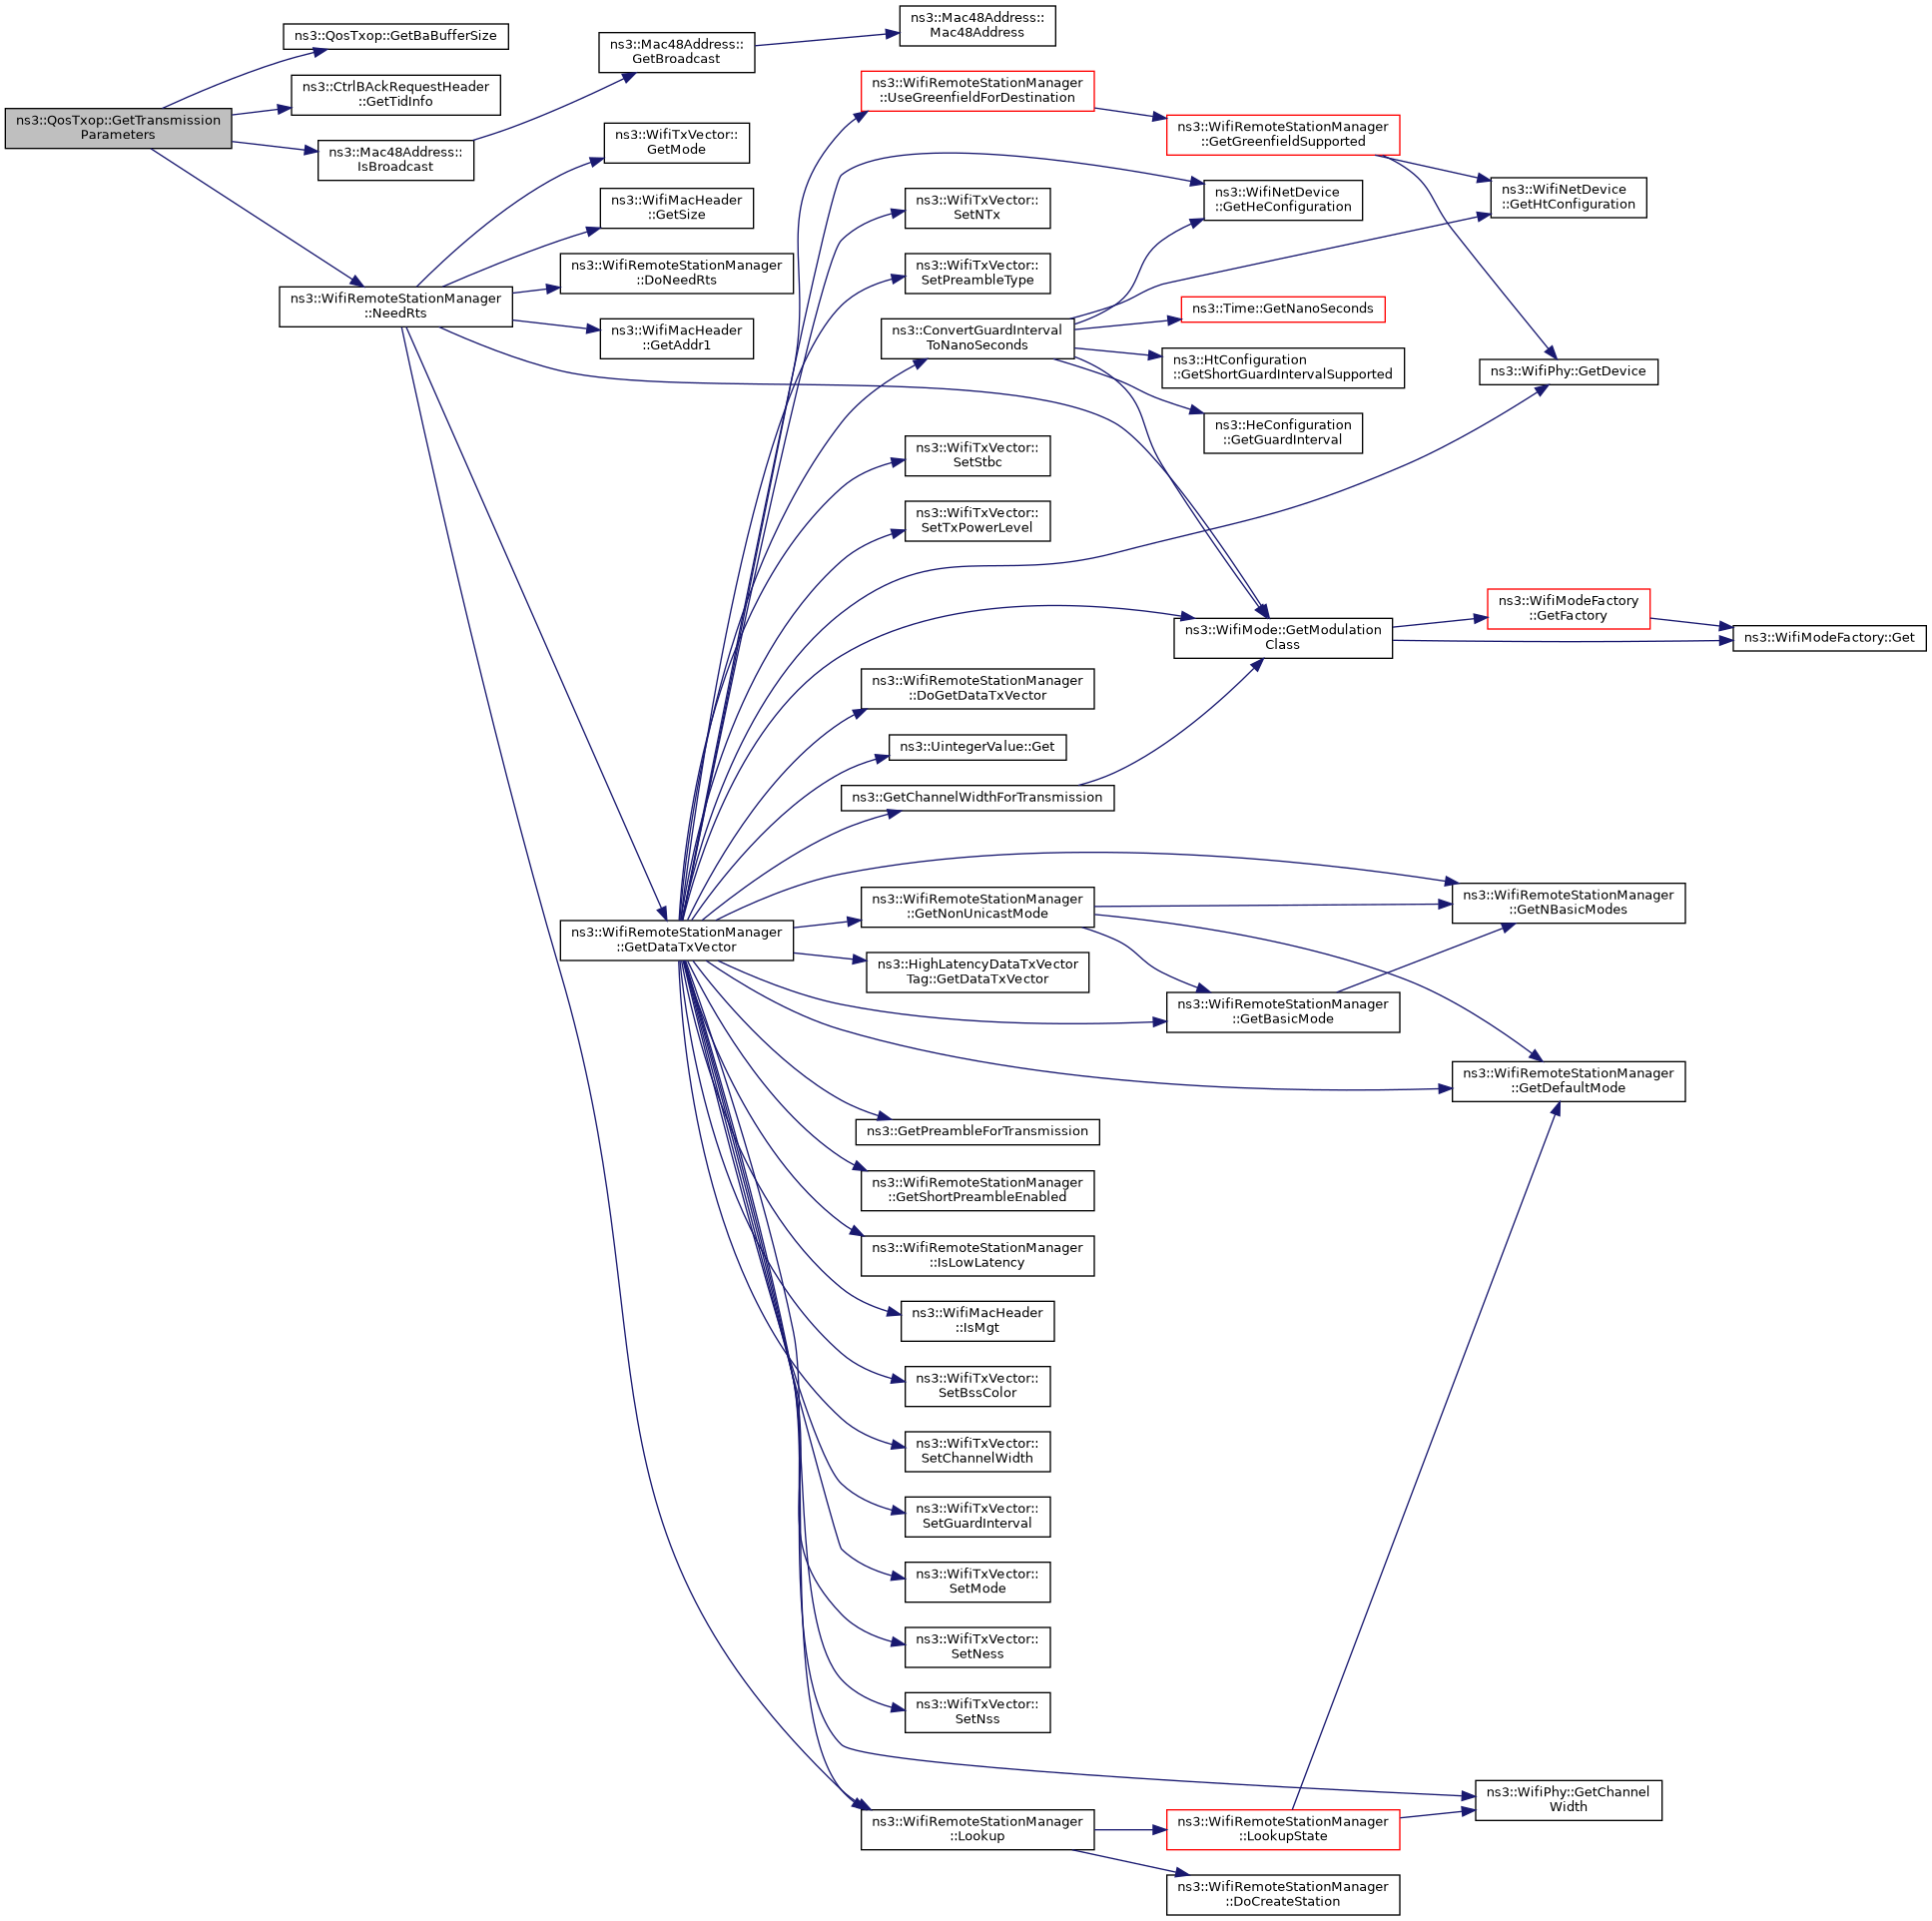 ns3::QosTxop::GetTransmission
Parameters
ns3::QosTxop::GetBaBufferSize
ns3::CtrlBAckRequestHeader
::GetTidInfo
ns3::Mac48Address::
IsBroadcast
ns3::WifiRemoteStationManager
::NeedRts
ns3::Mac48Address::
GetBroadcast
ns3::Mac48Address::
Mac48Address
ns3::WifiTxVector::
GetMode
ns3::WifiMacHeader
::GetSize
ns3::WifiRemoteStationManager
::DoNeedRts
ns3::WifiMacHeader
::GetAddr1
ns3::WifiRemoteStationManager
::GetDataTxVector
ns3::WifiRemoteStationManager
::UseGreenfieldForDestination
ns3::WifiRemoteStationManager
::GetGreenfieldSupported
ns3::WifiNetDevice
::GetHeConfiguration
ns3::WifiNetDevice
::GetHtConfiguration
ns3::WifiTxVector::
SetNTx
ns3::WifiTxVector::
SetPreambleType
ns3::ConvertGuardInterval
ToNanoSeconds
ns3::Time::GetNanoSeconds
ns3::HtConfiguration
::GetShortGuardIntervalSupported
ns3::HeConfiguration
::GetGuardInterval
ns3::WifiPhy::GetDevice
ns3::WifiTxVector::
SetStbc
ns3::WifiTxVector::
SetTxPowerLevel
ns3::WifiMode::GetModulation
Class
ns3::WifiModeFactory
::GetFactory
ns3::WifiModeFactory::Get
ns3::WifiRemoteStationManager
::DoGetDataTxVector
ns3::UintegerValue::Get
ns3::GetChannelWidthForTransmission
ns3::WifiRemoteStationManager
::GetNonUnicastMode
ns3::WifiRemoteStationManager
::GetNBasicModes
ns3::HighLatencyDataTxVector
Tag::GetDataTxVector
ns3::WifiRemoteStationManager
::GetBasicMode
ns3::WifiRemoteStationManager
::GetDefaultMode
ns3::GetPreambleForTransmission
ns3::WifiRemoteStationManager
::GetShortPreambleEnabled
ns3::WifiRemoteStationManager
::IsLowLatency
ns3::WifiMacHeader
::IsMgt
ns3::WifiTxVector::
SetBssColor
ns3::WifiTxVector::
SetChannelWidth
ns3::WifiTxVector::
SetGuardInterval
ns3::WifiTxVector::
SetMode
ns3::WifiTxVector::
SetNess
ns3::WifiTxVector::
SetNss
ns3::WifiPhy::GetChannel
Width
ns3::WifiRemoteStationManager
::Lookup
ns3::WifiRemoteStationManager
::LookupState
ns3::WifiRemoteStationManager
::DoCreateStation